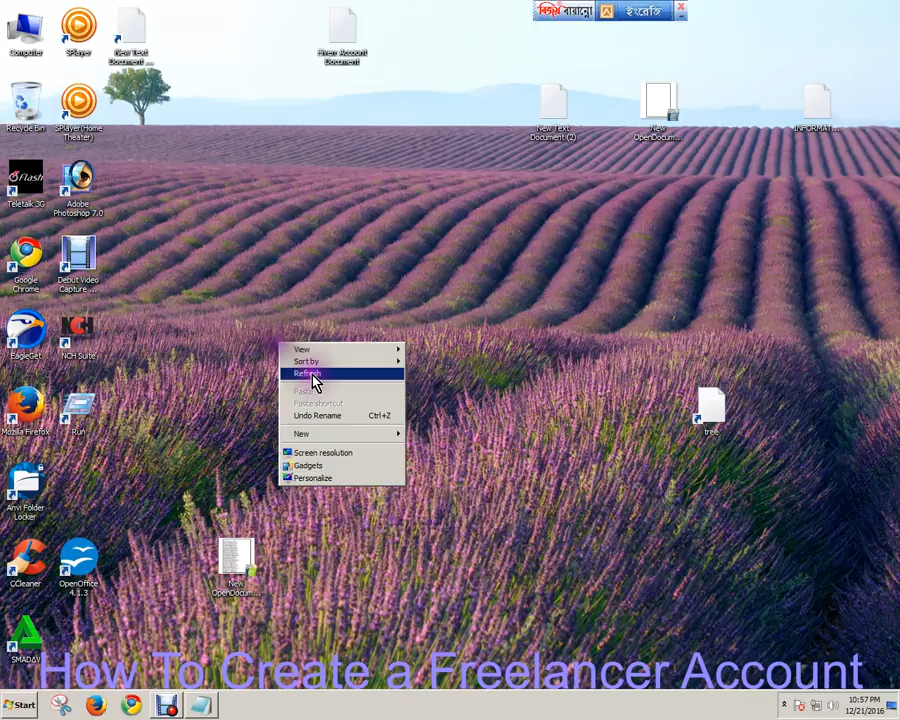 বিজয় বায়ান্নো
ইংরেজি
Computer
SPlayer
New Text
Document ...
Fiverr Account
Document
Recycle Bin
SPlayer(Home
Theater)
New Text
Document (2)
New
OpenDocum...
INFORMAT...
Flash
Teletalk 3G
Adobe
Photoshop 7.0
Google
Chrome
Debut Video
Capture ...
NCH
EagleGet
NCH Suite
View
Sort by
Refresh
Paste
Paste shortcut
Undo Rename Ctrl+Z
New
Screen resolution
Gadgets
Personalize
Mozilla Firefox
Run
tree
Anvi Folder
Locker
CCleaner
OpenOffice
4.1.3
New
OpenDocum...
SMADAV
How To Create a Freelancer Account
Start
10:57 PM
12/21/2016